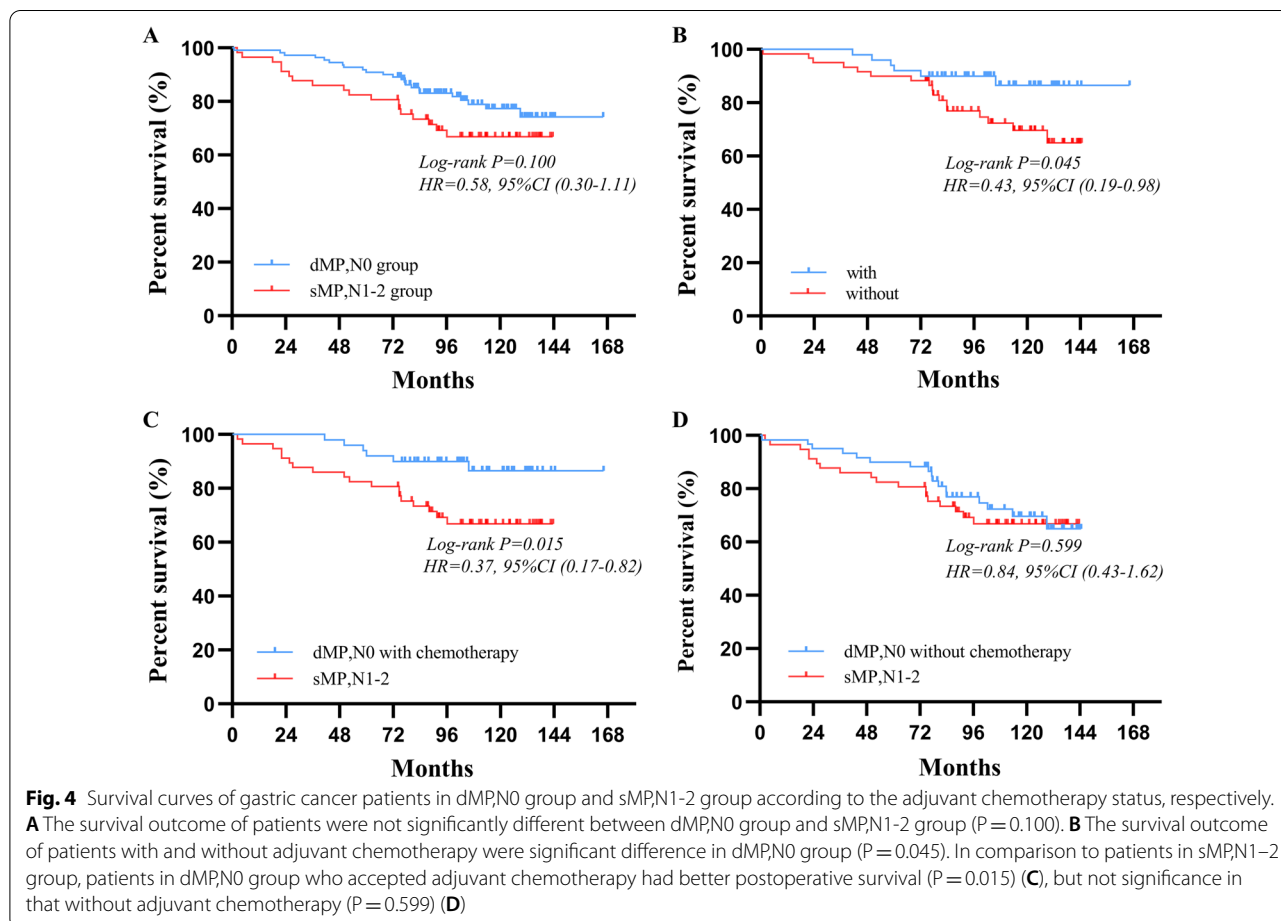 A
Percent survival (%)
100
80
60
40
20
0
Log-rank P=0.100
HR=0.58, 95%CI (0.30-1.11)
dMP,N0 group
sMP,N1-2 group
0 24 48 72 96 120 144 168
Months
B
Percent survival (%)
100
80
60
40
20
0
Log-rank P=0.045
HR=0.43, 95%CI (0.19-0.98)
with
without
0 24 48 72 96 120 144 168
Months
C
Percent survival (%)
100
80
60
40
20
0
Log-rank P=0.015
HR=0.37, 95%CI (0.17-0.82)
dMP,N0 with chemotherapy
sMP,N1-2
0 24 48 72 96 120 144 168
Months
D
Percent survival (%)
100
80
60
40
20
0
Log-rank P=0.599
HR=0.84, 95%CI (0.43-1.62)
dMP,N0 without chemotherapy
sMP,N1-2
0 24 48 72 96 120 144 168
Months
Fig. 4 Survival curves of gastric cancer patients in dMP,N0 group and sMP,N1-2 group according to the adjuvant chemotherapy status, respectively.
A The survival outcome of patients were not significantly different between dMP,N0 group and sMP,N1-2 group (P = 0.100). B The survival outcome
of patients with and without adjuvant chemotherapy were significant difference in dMP,N0 group (P = 0.045). In comparison to patients in sMP,N1–2
group, patients in dMP,N0 group who accepted adjuvant chemotherapy had better postoperative survival (P = 0.015) (C), but not significance in
that without adjuvant chemotherapy (P = 0.599) (D)